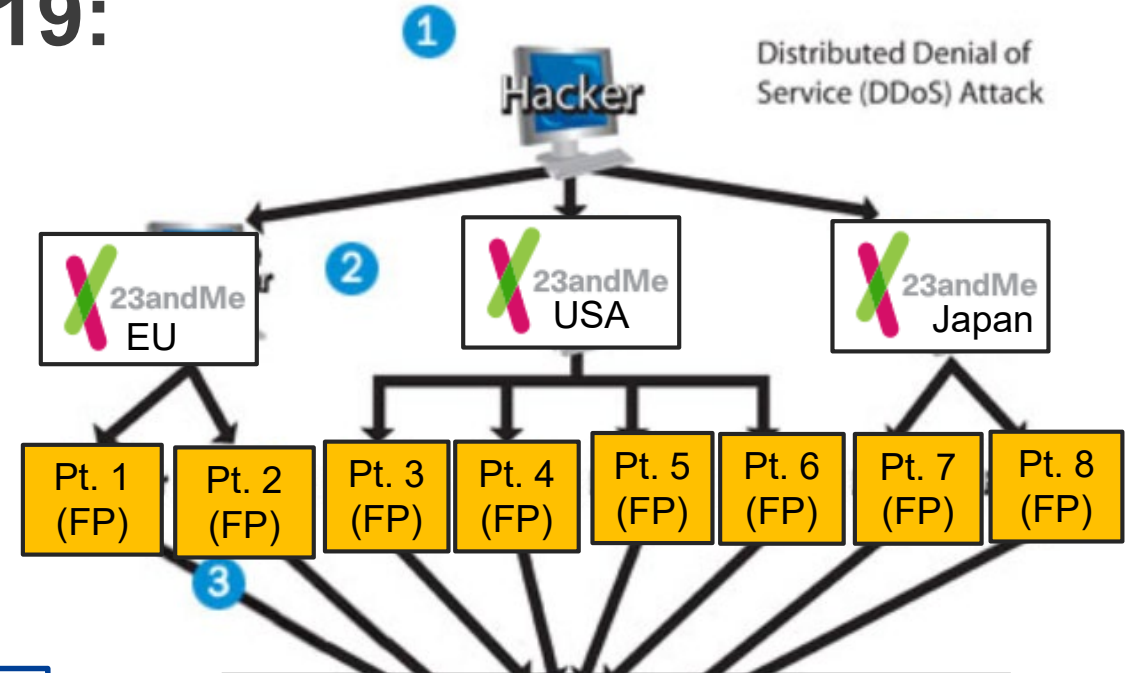 19:
1
Hacker
Distributed Denial of
Service (DDoS) Attack
2
23andMe
EU
23andMe
USA
23andMe
Japan
Pt. 1
(FP)
Pt. 2
(FP)
Pt. 3
(FP)
Pt. 4
(FP)
Pt. 5
(FP)
Pt. 6
(FP)
Pt. 7
(FP)
Pt. 8
(FP)
3